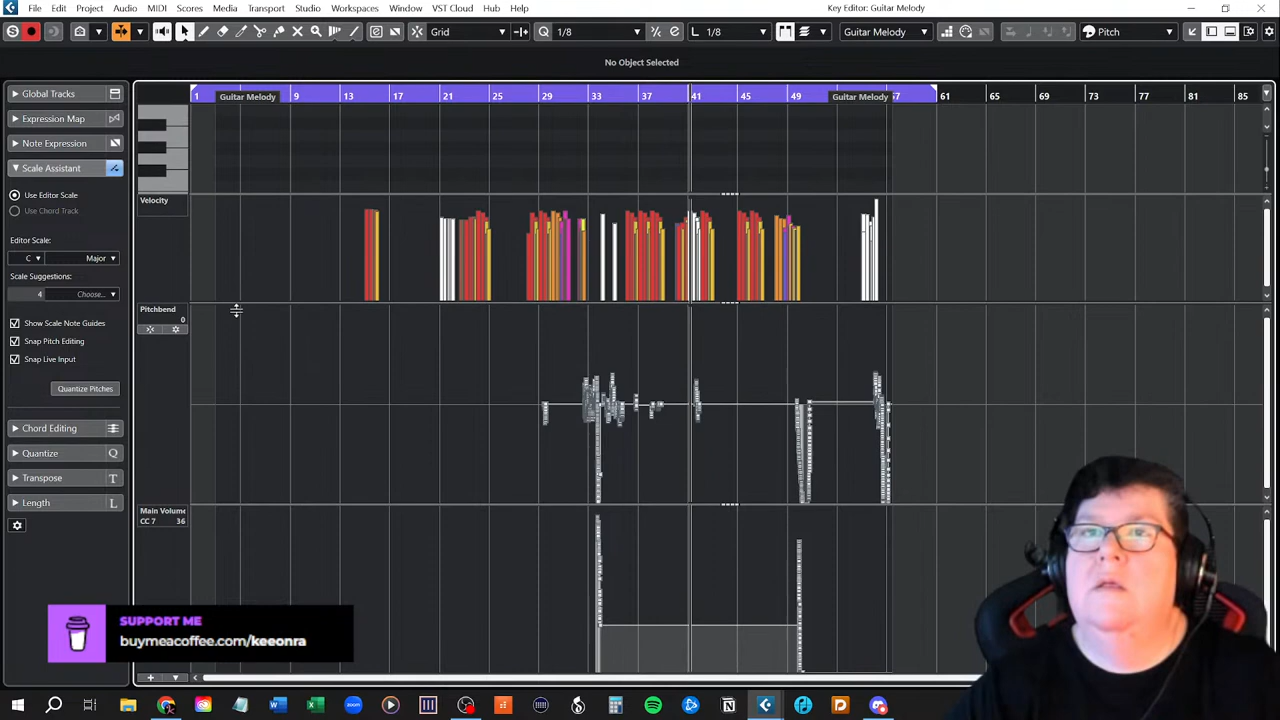 File Edit Project Audio MIDI Scores Media Transport Studio Workspaces Window VST Cloud Hub Help
Key Editor: Guitar Melody
Grid 1/8 L 1/8 Guitar Melody Pitch
No Object Selected
Global Tracks
Expression Map
Note Expression
Scale Assistant
Use Editor Scale
Use Chord Track
Editor Scale:
C Major
Scale Suggestions:
4 Choose...
Show Scale Note Guides
Snap Pitch Editing
Snap Live Input
Quantize Pitches
Chord Editing
Quantize Q
Transpose T
Length L
1 9 13 17 21 25 29 33 37 41 45 49 57 61 65 69 73 77 81 85
Guitar Melody Guitar Melody
Velocity
Pitchbend
0
Main Volume
CC 7 36
SUPPORT ME
buymeacoffee.com/keeonra